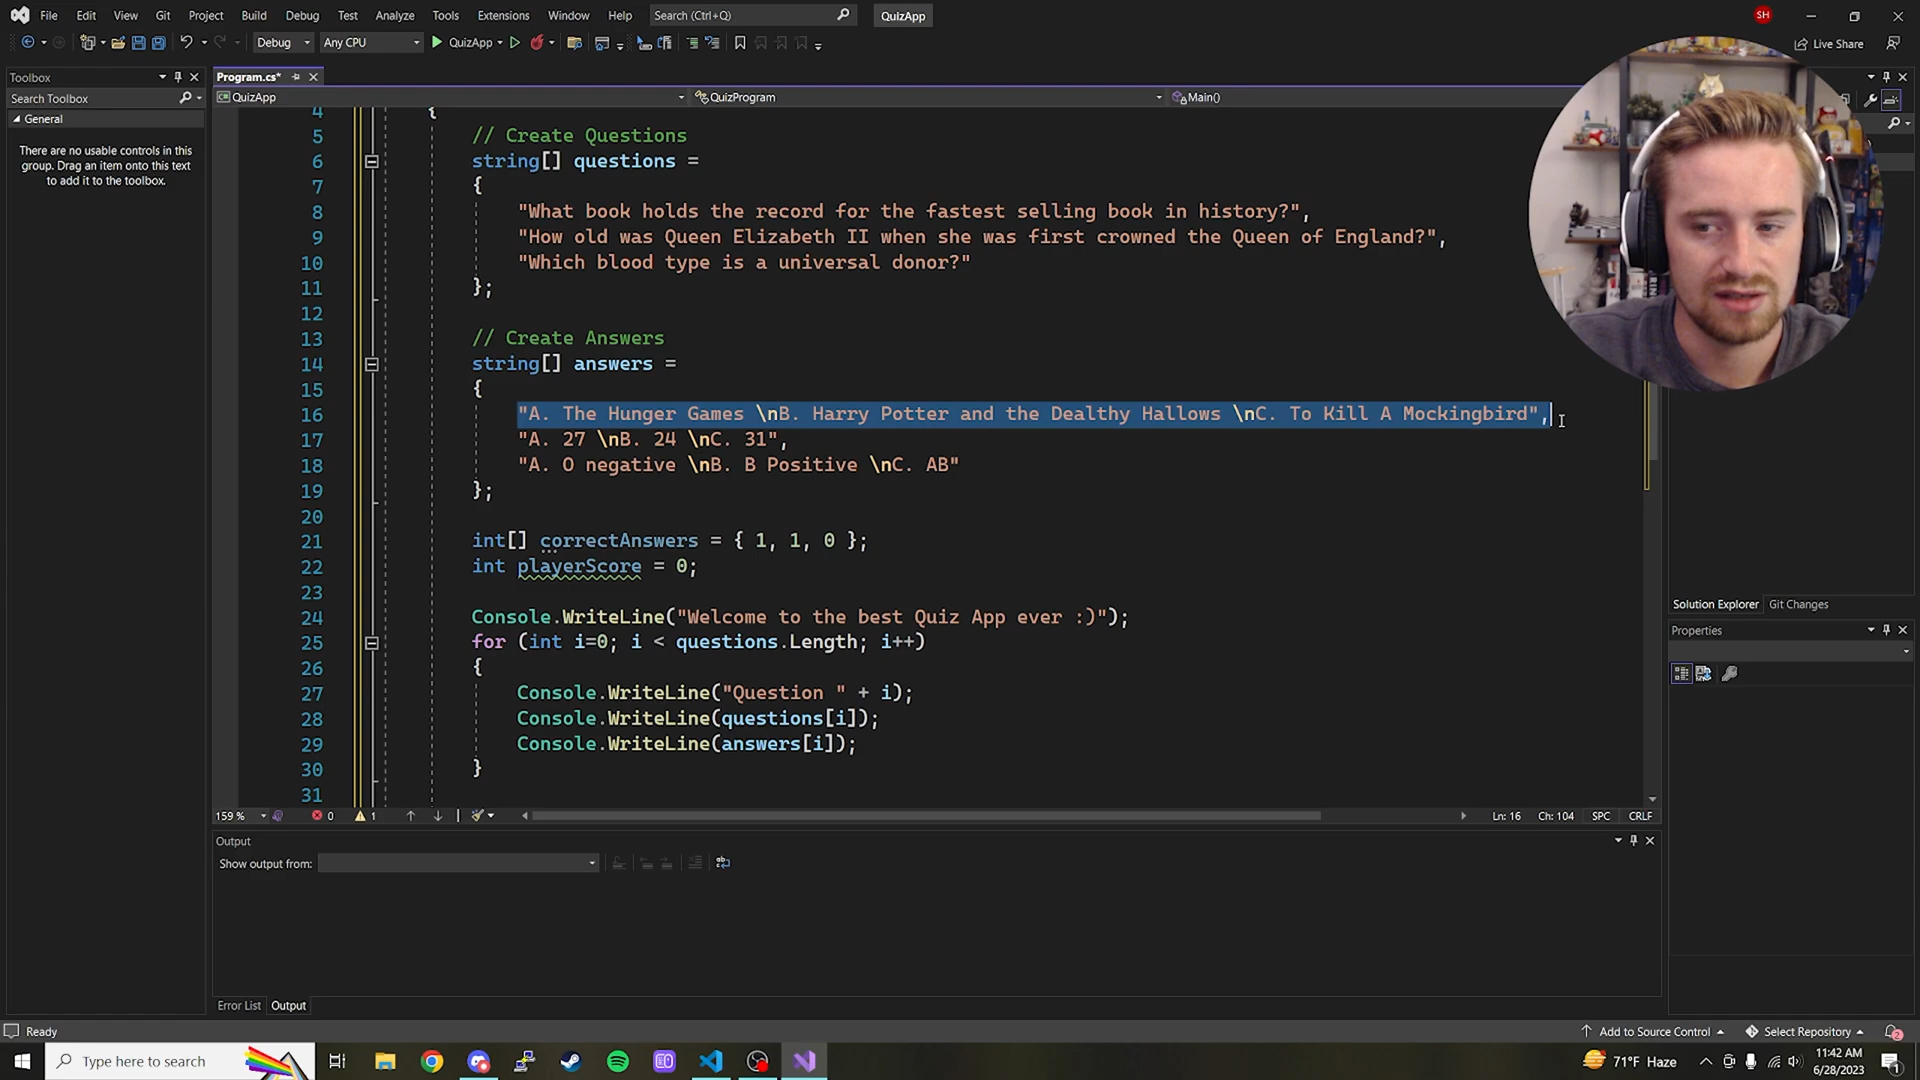 File Edit View Git Project Build Debug Test Analyze Tools Extensions Window Help Search (Ctrl+Q) QuizApp SH
Debug Any CPU QuizApp Live Share
Toolbox
Search Toolbox
General
There are no usable controls in this
group. Drag an item onto this text
to add it to the toolbox.
Program.cs*
QuizApp QuizProgram Main()
4 {
5 // Create Questions
6 string[] questions =
7 {
8 "What book holds the record for the fastest selling book in history?",
9 "How old was Queen Elizabeth II when she was first crowned the Queen of England?",
10 "Which blood type is a universal donor?"
11 };
12
13 // Create Answers
14 string[] answers =
15 {
16 "A. The Hunger Games \nB. Harry Potter and the Dealthy Hallows \nC. To Kill A Mockingbird",
17 "A. 27 \nB. 24 \nC. 31",
18 "A. O negative \nB. B Positive \nC. AB"
19 };
20
21 int[] correctAnswers = { 1, 1, 0 };
22 int playerScore = 0;
23
24 Console.WriteLine("Welcome to the best Quiz App ever :)");
25 for (int i=0; i < questions.Length; i++)
26 {
27 Console.WriteLine("Question " + i);
28 Console.WriteLine(questions[i]);
29 Console.WriteLine(answers[i]);
30 }
31
159 % 0 1 Ln: 16 Ch: 104 SPC CRLF
Solution Explorer Git Changes
Properties
Output
Show output from:
Error List Output
Ready Add to Source Control Select Repository 2
Type here to search 71°F Haze 11:42 AM
6/28/2023 1